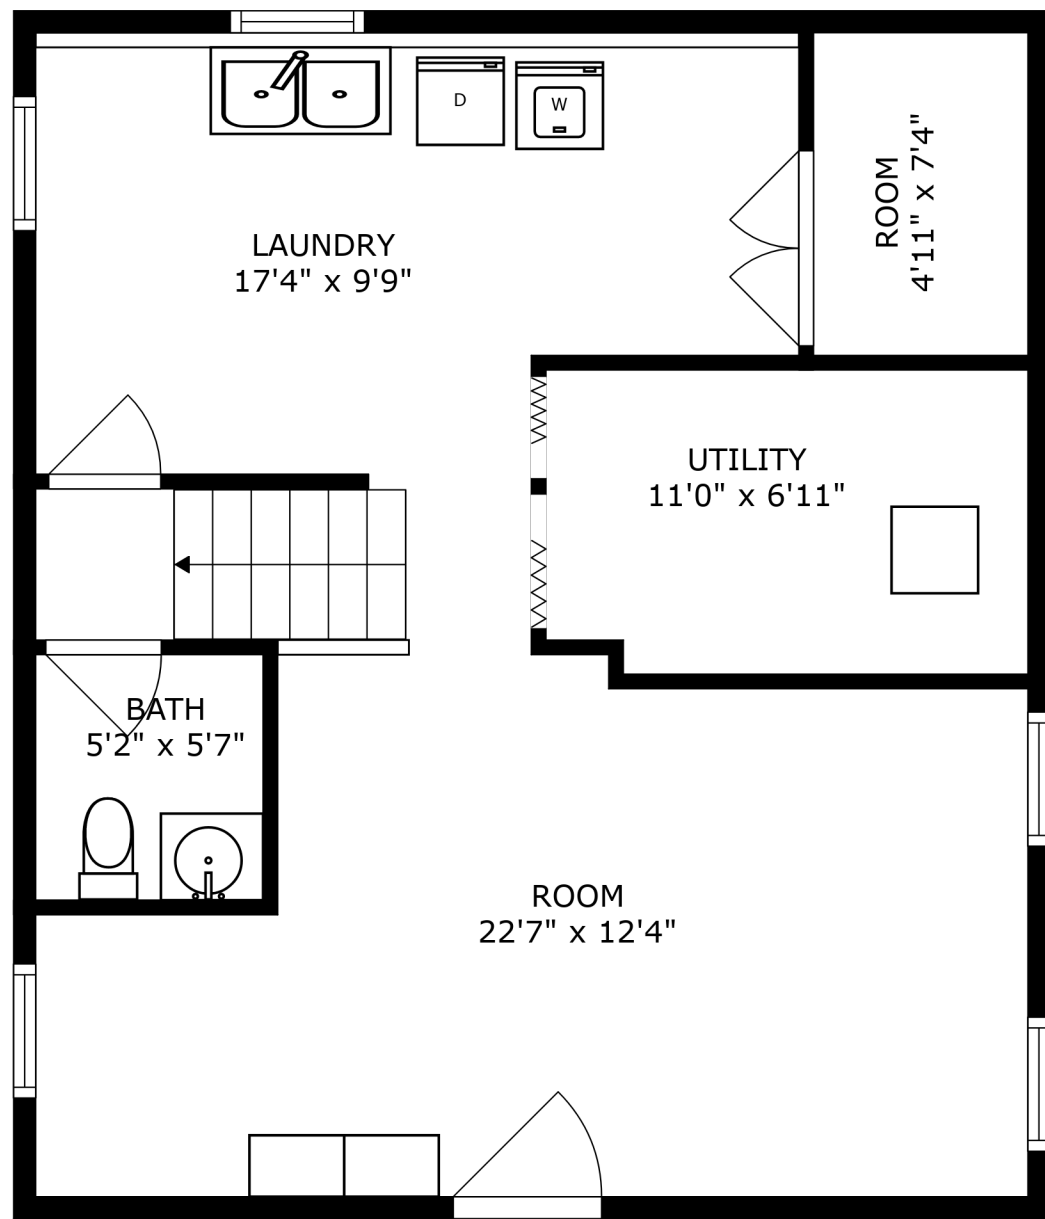 D
W
LAUNDRY
17'4" x 9'9"
ROOM
4'11" x 7'4"
UTILITY
11'0" x 6'11"
BATH
5'2" x 5'7"
ROOM
22'7" x 12'4"